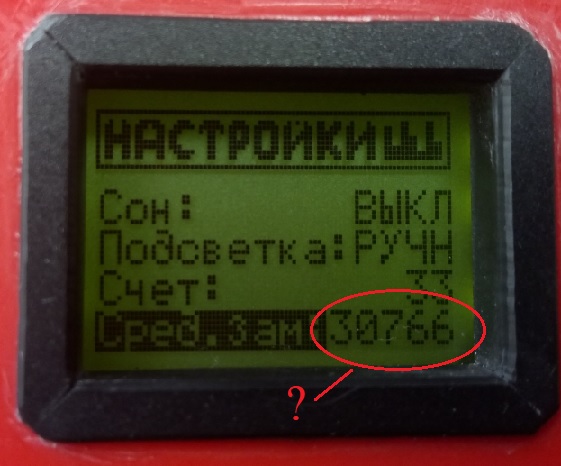 НАСТРОЙКИ
Сон: ВЫКЛ
Подсветка: РУЧН
Счет: 33
Сред.зам 30766
?